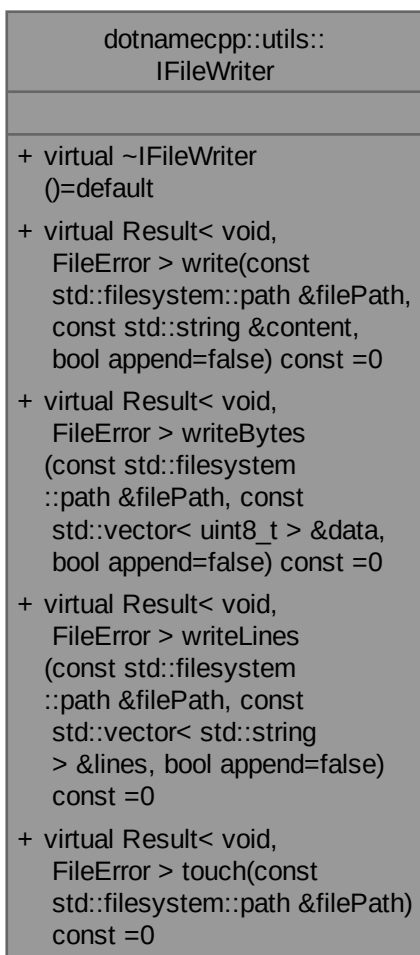 dotnamecpp::utils::
IFileWriter
+ virtual ~IFileWriter
()=default
+ virtual Result< void,
FileError > write(const
std::filesystem::path &filePath,
const std::string &content,
bool append=false) const =0
+ virtual Result< void,
FileError > writeBytes
(const std::filesystem
::path &filePath, const
std::vector< uint8_t > &data,
bool append=false) const =0
+ virtual Result< void,
FileError > writeLines
(const std::filesystem
::path &filePath, const
std::vector< std::string
> &lines, bool append=false)
const =0
+ virtual Result< void,
FileError > touch(const
std::filesystem::path &filePath)
const =0